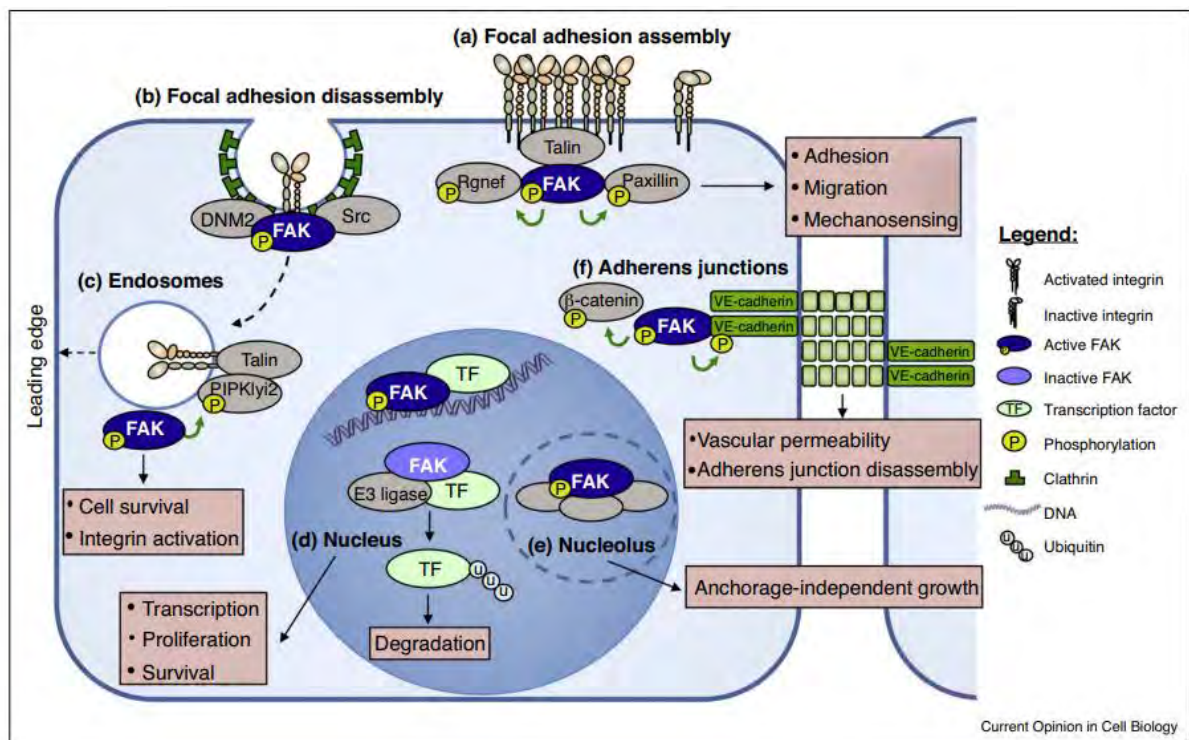 (a) Focal adhesion assembly
(b) Focal adhesion disassembly
Talin
Rgnef
P
FAK
P
Paxillin
P
• Adhesion
• Migration
• Mechanosensing
DNM2
FAK
P
Src
(c) Endosomes
Talin
PIPKIyi2
P
FAK
P
Leading edge
• Cell survival
• Integrin activation
(f) Adherens junctions
β-catenin
P
FAK
P
VE-cadherin
VE-cadherin
P
VE-cadherin
VE-cadherin
• Vascular permeability
• Adherens junction disassembly
TF
FAK
P
FAK
E3 ligase
TF
(d) Nucleus
TF
U
U
U
Degradation
• Transcription
• Proliferation
• Survival
FAK
P
(e) Nucleolus
Anchorage-independent growth
Legend:
Activated integrin
Inactive integrin
P
Active FAK
Inactive FAK
TF
Transcription factor
P
Phosphorylation
Clathrin
DNA
U
U
U
Ubiquitin
Current Opinion in Cell Biology